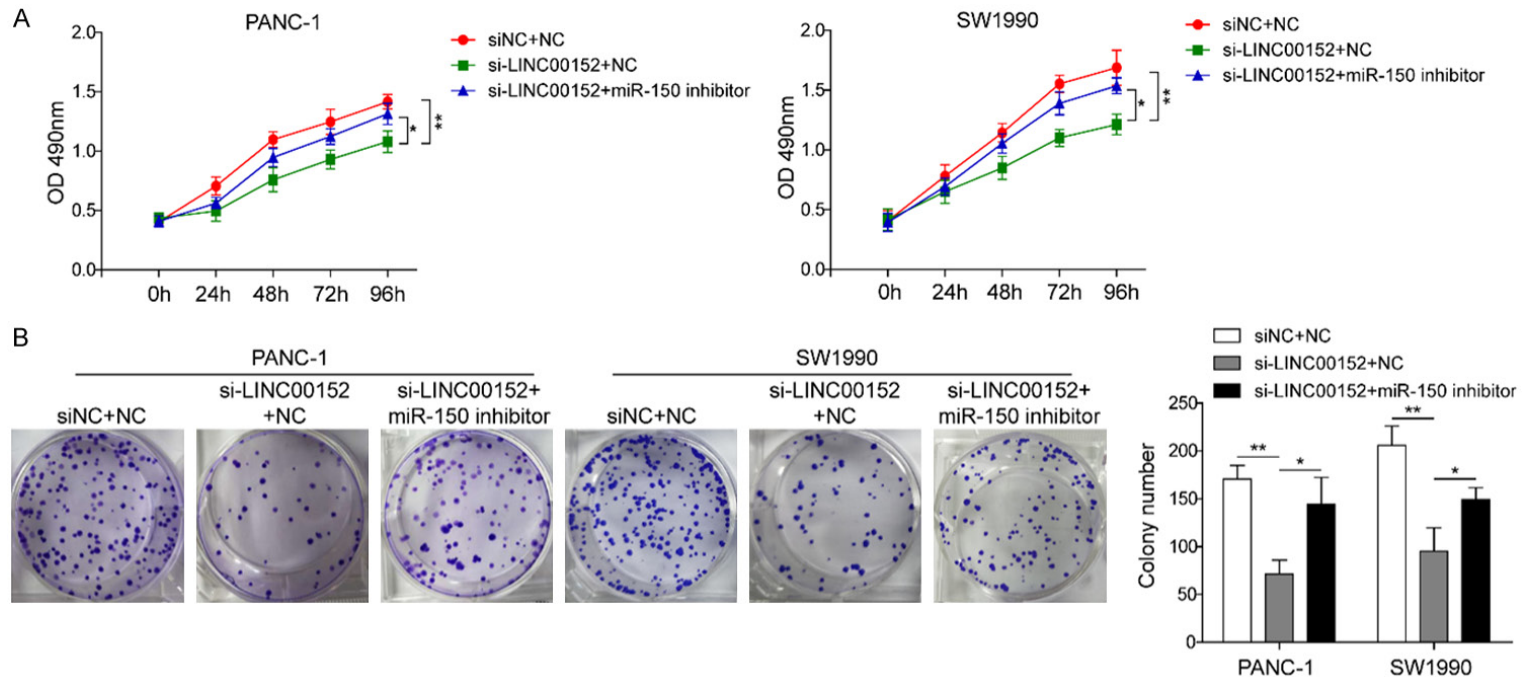 A
PANC-1
2.0
1.5
1.0
0.5
0.0
OD 490nm
0h 24h 48h 72h 96h
siNC+NC
si-LINC00152+NC
si-LINC00152+miR-150 inhibitor
*
**
SW1990
2.0
1.5
1.0
0.5
0.0
OD 490nm
0h 24h 48h 72h 96h
siNC+NC
si-LINC00152+NC
si-LINC00152+miR-150 inhibitor
*
**
B
PANC-1
siNC+NC
si-LINC00152
+NC
si-LINC00152+
miR-150 inhibitor
SW1990
siNC+NC
si-LINC00152
+NC
si-LINC00152+
miR-150 inhibitor
siNC+NC
si-LINC00152+NC
si-LINC00152+miR-150 inhibitor
250
200
150
100
50
0
Colony number
**
*
**
*
PANC-1 SW1990